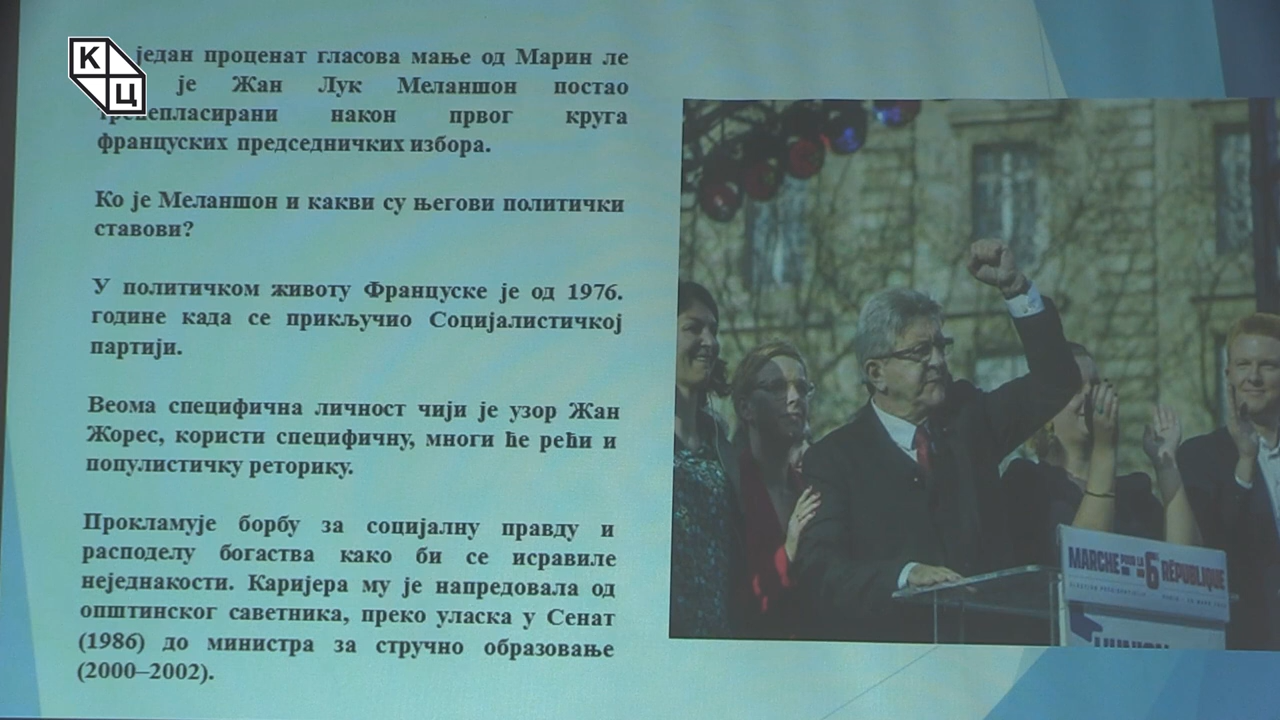 К
Ц
један проценат гласова мање од Марин ле
је Жан Лук Меланшон постао
након првог круга
француских председничких избора.
Ко је Меланшон и какви су његови политички
ставови?
У политичком животу Француске је од 1976.
године када се прикључио Социјалистичкој
партији.
Веома специфична личност чији је узор Жан
Жорес, користи специфичну, многи ће рећи и
популистичку реторику.
Прокламује борбу за социјалну правду и
расподелу богаства како би се исправиле
неједнакости. Каријера му је напредовала од
општинског саветника, преко уласка у Сенат
(1986) до министра за стручно образовање
(2000–2002).
MARCHE POUR LA 6e RÉPUBLIQUE